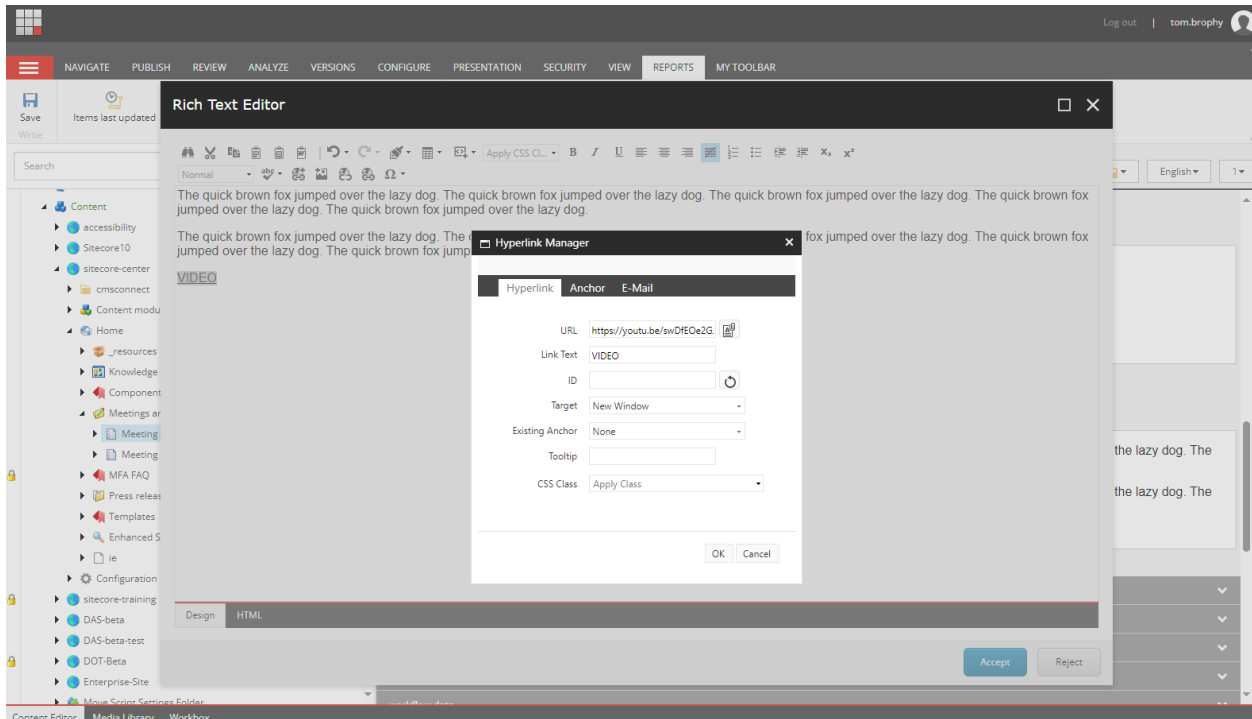 Log out | tom.brophy
NAVIGATE PUBLISH REVIEW ANALYZE VERSIONS CONFIGURE PRESENTATION SECURITY VIEW REPORTS MY TOOLBAR
Save
Write
Items last updated
Rich Text Editor
Search
Apply CSS Cl...
B I U
Normal
English
1
The quick brown fox jumped over the lazy dog. The quick brown fox jumped over the lazy dog. The quick brown fox jumped over the lazy dog. The quick brown fox
jumped over the lazy dog. The quick brown fox jumped over the lazy dog.
The quick brown fox jumped over the lazy dog. The fox jumped over the lazy dog. The quick brown fox
jumped over the lazy dog. The quick brown fox jump
VIDEO
Content
accessibility
Sitecore10
sitecore-center
cmsconnect
Content modu
Home
_resources
Knowledge
Component
Meetings ar
Meeting
Meeting
MFA FAQ
Press releas
Templates
Enhanced S
ie
Configuration
sitecore-training
DAS-beta
DAS-beta-test
DOT-Beta
Enterprise-Site
Move Script Settings Folder
Hyperlink Manager
Hyperlink Anchor E-Mail
URL https://youtu.be/swDfEOe2G.
Link Text VIDEO
ID
Target New Window
Existing Anchor None
Tooltip
CSS Class Apply Class
OK Cancel
the lazy dog. The
the lazy dog. The
Design HTML
Accept Reject
Content Editor Media Library Workbox